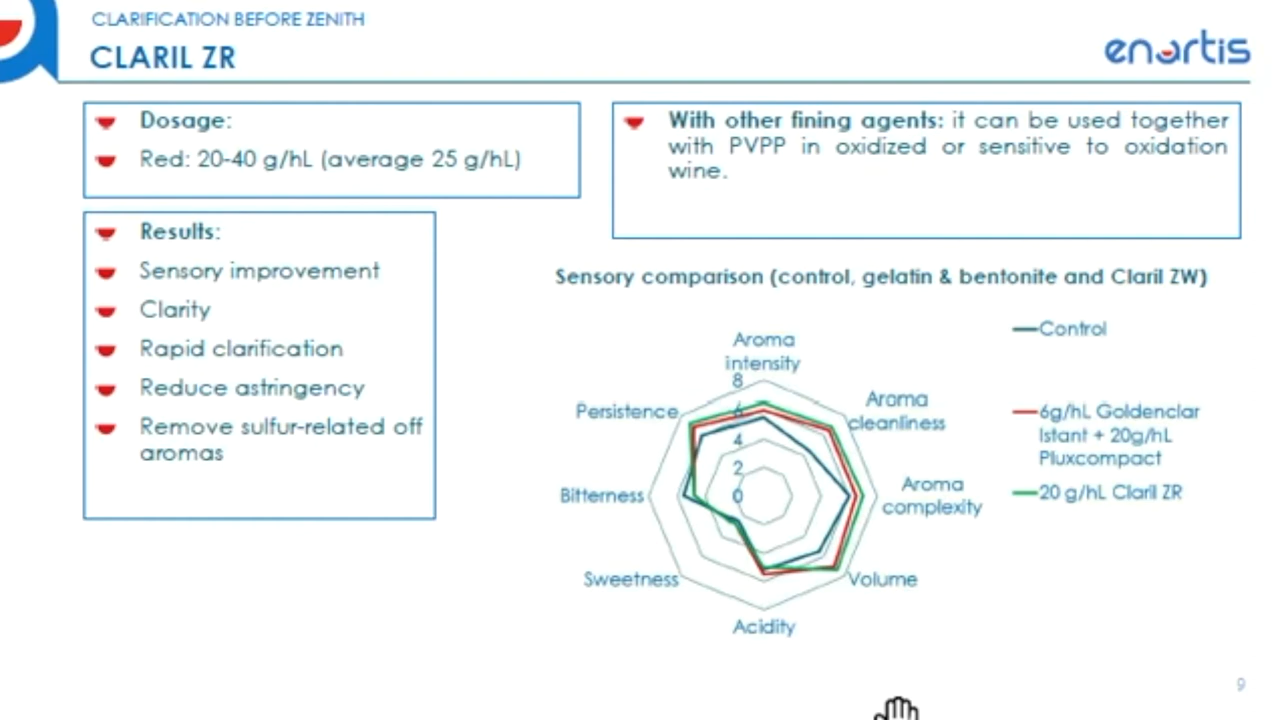 CLARIFICATION BEFORE ZENITH
CLARIL ZR
enartis
Dosage:
Red: 20-40 g/hL (average 25 g/hL)
With other fining agents: it can be used together
with PVPP in oxidized or sensitive to oxidation
wine.
Results:
Sensory improvement
Clarity
Rapid clarification
Reduce astringency
Remove sulfur-related off
aromas
Sensory comparison (control, gelatin & bentonite and Claril ZW)
Aroma
intensity
Aroma
cleanliness
Aroma
complexity
Volume
Acidity
Sweetness
Bitterness
Persistence
8
6
4
2
0
Control
6g/hL Goldenclar
Istant + 20g/hL
Pluxcompact
20 g/hL Claril ZR
9